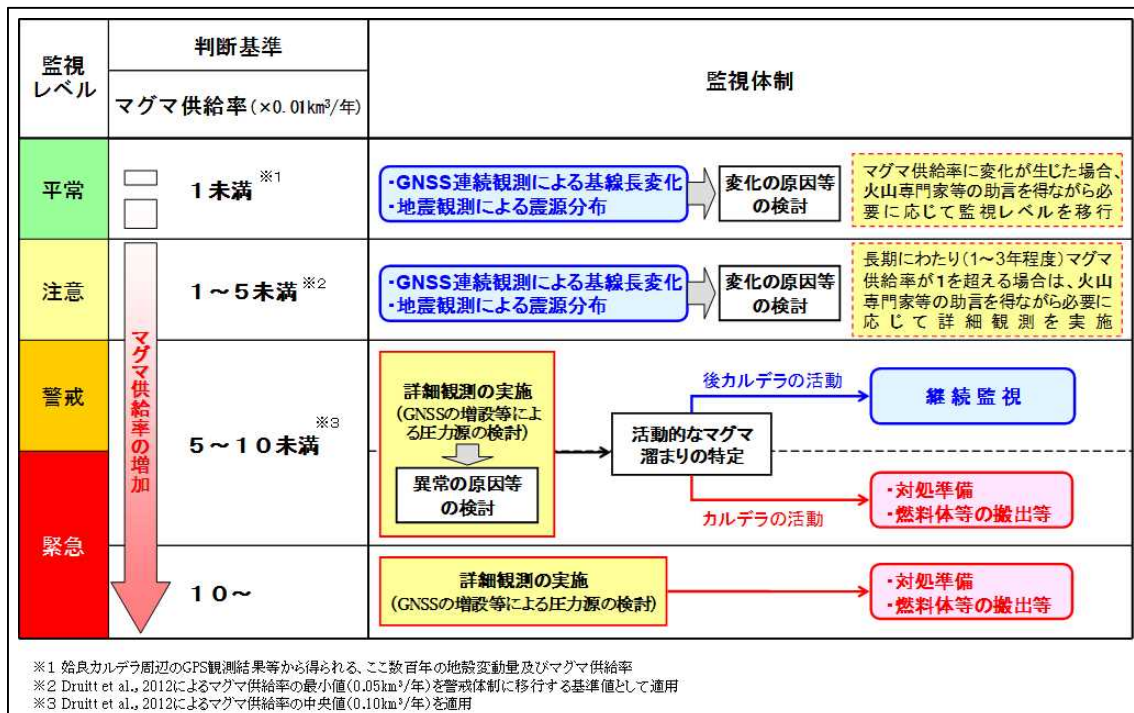 監視
レベル
判断基準
マグマ供給率(×0.01km³/年)
監視体制
平常
1未満※1
・GNSS連続観測による基線長変化
・地震観測による震源分布
変化の原因等
の検討
マグマ供給率に変化が生じた場合、
火山専門家等の助言を得ながら必
要に応じて監視レベルを移行
注意
1～5未満※2
・GNSS連続観測による基線長変化
・地震観測による震源分布
変化の原因等
の検討
長期にわたり(1～3年程度)マグマ
供給率が1を超える場合は、火山
専門家等の助言を得ながら必要に
応じて詳細観測を実施
マグマ供給率の増加
警戒
緊急
5～10未満※3
詳細観測の実施
(GNSSの増設等によ
る圧力源の検討)
異常の原因等
の検討
活動的なマグマ
溜まりの特定
後カルデラの活動
継続監視
カルデラの活動
・対処準備
・燃料体等の搬出等
10～
詳細観測の実施
(GNSSの増設等による圧力源の検討)
・対処準備
・燃料体等の搬出等
※1 姶良カルデラ周辺のGPS観測結果等から得られる、ここ数百年の地殻変動量及びマグマ供給率
※2 Druitt et al., 2012によるマグマ供給率の最小値(0.05km³/年)を警戒体制に移行する基準値として適用
※3 Druitt et al., 2012によるマグマ供給率の中央値(0.10km³/年)を適用